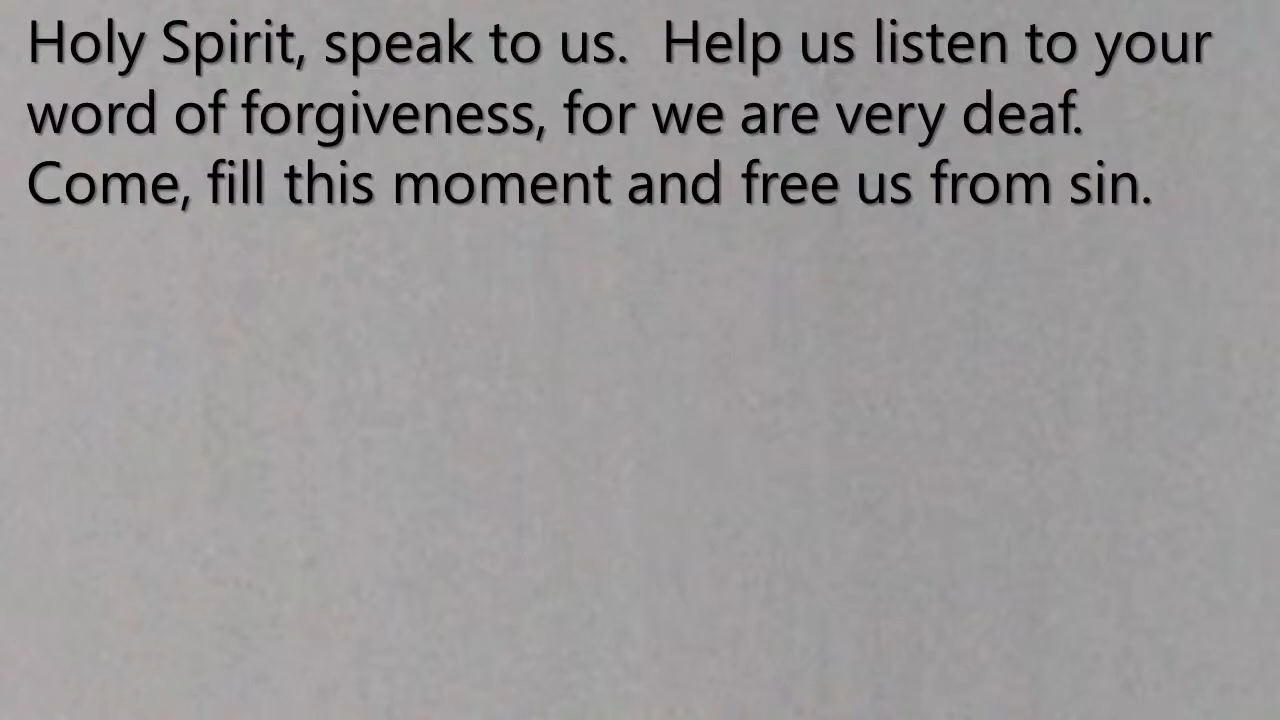 Holy Spirit, speak to us.  Help us listen to your
word of forgiveness, for we are very deaf.
Come, fill this moment and free us from sin.